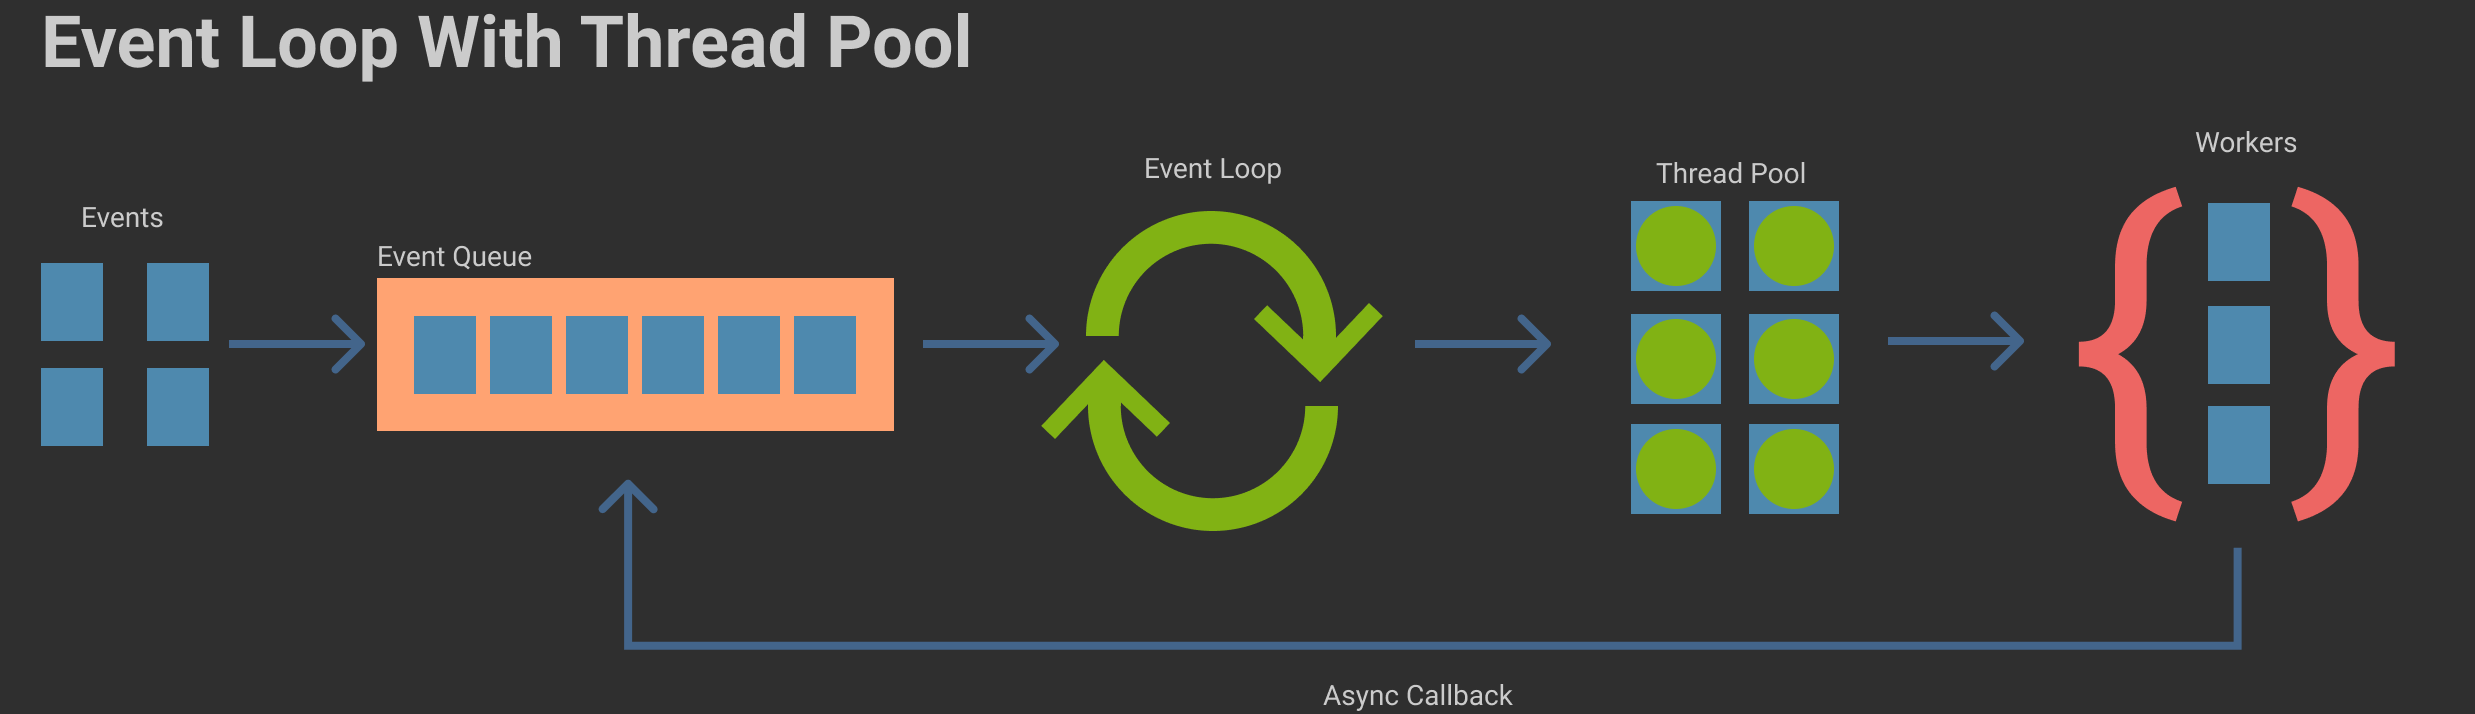 Event Loop With Thread Pool
Events
Event Queue
Event Loop
Thread Pool
Workers
Async Callback